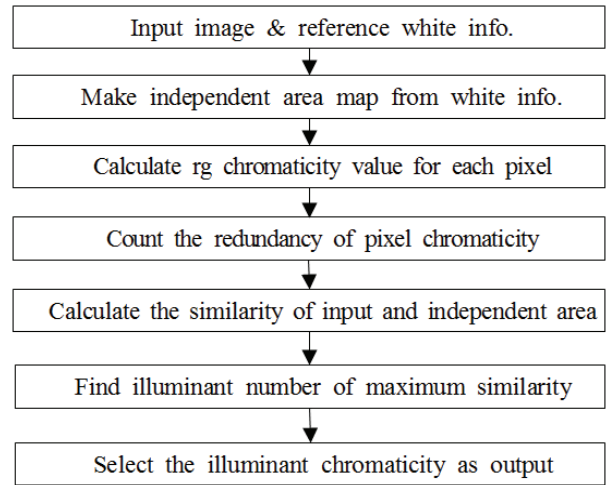 Input image & reference white info.
Make independent area map from white info.
Calculate rg chromaticity value for each pixel
Count the redundancy of pixel chromaticity
Calculate the similarity of input and independent area
Find illuminant number of maximum similarity
Select the illuminant chromaticity as output